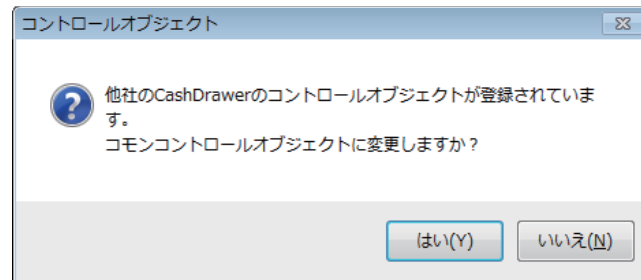 コントロールオブジェクト
他社のCashDrawerのコントロールオブジェクトが登録されていま
す。
コモンコントロールオブジェクトに変更しますか？
はい(Y)
いいえ(N)